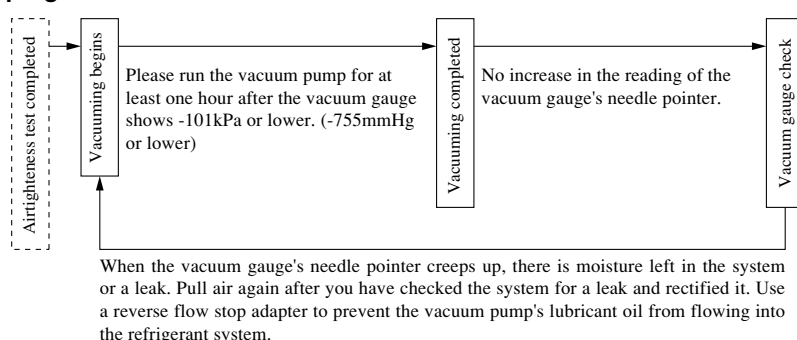 Airtighteness test completed
Vacuuming begins
Please run the vacuum pump for at
least one hour after the vacuum gauge
shows -101kPa or lower. (-755mmHg
or lower)
Vacuuming completed
No increase in the reading of the
vacuum gauge's needle pointer.
Vacuum gauge check
When the vacuum gauge's needle pointer creeps up, there is moisture left in the system
or a leak. Pull air again after you have checked the system for a leak and rectified it. Use
a reverse flow stop adapter to prevent the vacuum pump's lubricant oil from flowing into
the refrigerant system.